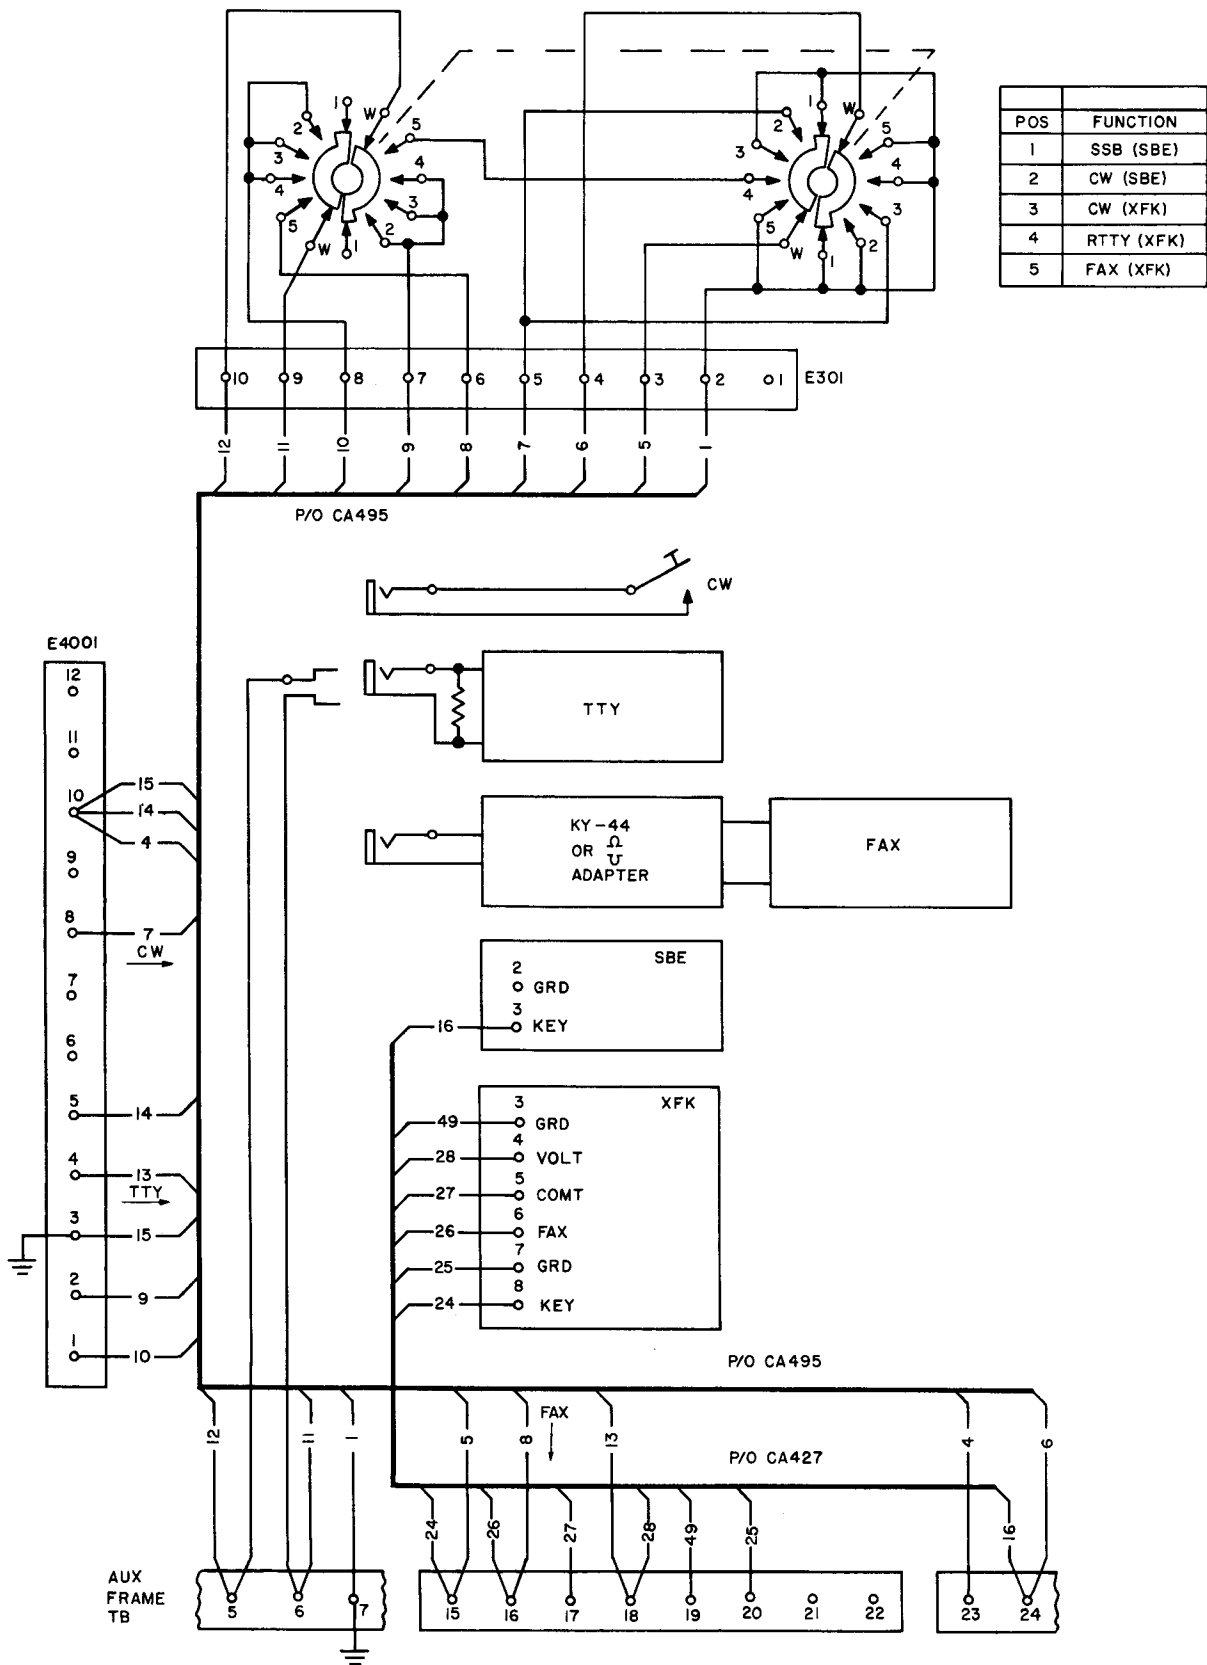 1
W
2
5
3
4
4
3
5
2
W
1
1
W
2
5
3
4
4
3
5
2
W
1
POS FUNCTION
1 SSB (SBE)
2 CW (SBE)
3 CW (XFK)
4 RTTY (XFK)
5 FAX (XFK)
10 9 8 7 6 5 4 3 2 1 E301
12 11 10 9 8 7 6 5 1
P/O CA495
CW
E4001
12
11
10
9
8
7
6
5
4
3
2
1
15
14
4
7
CW
14
13
TTY
15
9
10
TTY
KY-44
OR Ω
℧
ADAPTER
FAX
SBE
2
GRD
3
16 KEY
XFK
3
49 GRD
4
28 VOLT
5
27 COMT
6
26 FAX
7
25 GRD
8
24 KEY
P/O CA495
12 11 1 5 8 FAX 13 4 6
P/O CA427
24 26 27 28 49 25 16
AUX
FRAME
TB
5 6 7 15 16 17 18 19 20 21 22 23 24